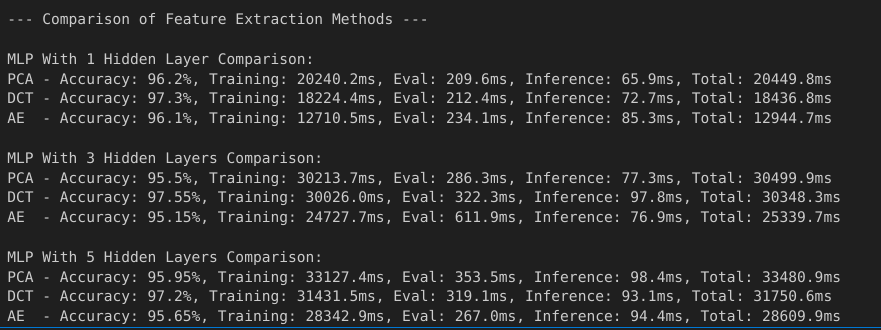 --- Comparison of Feature Extraction Methods ---
MLP With 1 Hidden Layer Comparison:
PCA - Accuracy: 96.2%, Training: 20240.2ms, Eval: 209.6ms, Inference: 65.9ms, Total: 20449.8ms
DCT - Accuracy: 97.3%, Training: 18224.4ms, Eval: 212.4ms, Inference: 72.7ms, Total: 18436.8ms
AE  - Accuracy: 96.1%, Training: 12710.5ms, Eval: 234.1ms, Inference: 85.3ms, Total: 12944.7ms
MLP With 3 Hidden Layers Comparison:
PCA - Accuracy: 95.5%, Training: 30213.7ms, Eval: 286.3ms, Inference: 77.3ms, Total: 30499.9ms
DCT - Accuracy: 97.55%, Training: 30026.0ms, Eval: 322.3ms, Inference: 97.8ms, Total: 30348.3ms
AE  - Accuracy: 95.15%, Training: 24727.7ms, Eval: 611.9ms, Inference: 76.9ms, Total: 25339.7ms
MLP With 5 Hidden Layers Comparison:
PCA - Accuracy: 95.95%, Training: 33127.4ms, Eval: 353.5ms, Inference: 98.4ms, Total: 33480.9ms
DCT - Accuracy: 97.2%, Training: 31431.5ms, Eval: 319.1ms, Inference: 93.1ms, Total: 31750.6ms
AE  - Accuracy: 95.65%, Training: 28342.9ms, Eval: 267.0ms, Inference: 94.4ms, Total: 28609.9ms